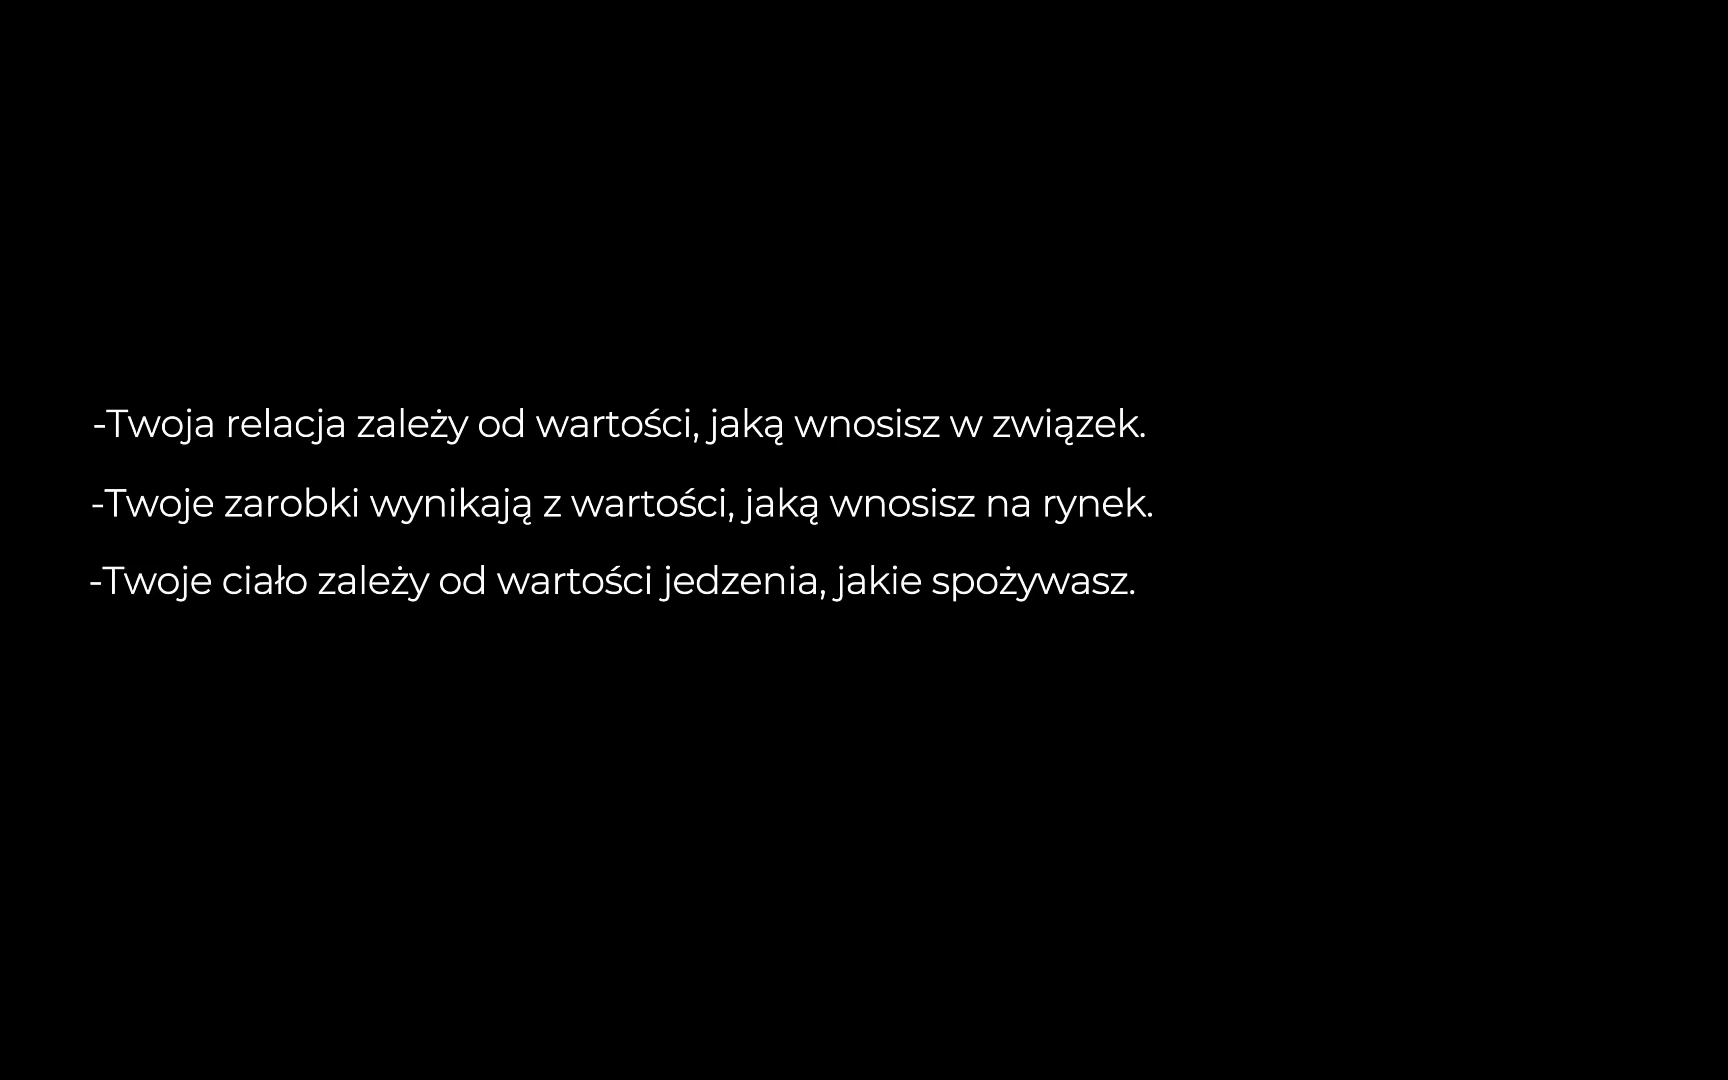 -Twoja relacja zależy od wartości, jaką wnosisz w związek.
-Twoje zarobki wynikają z wartości, jaką wnosisz na rynek.
-Twoje ciało zależy od wartości jedzenia, jakie spożywasz.